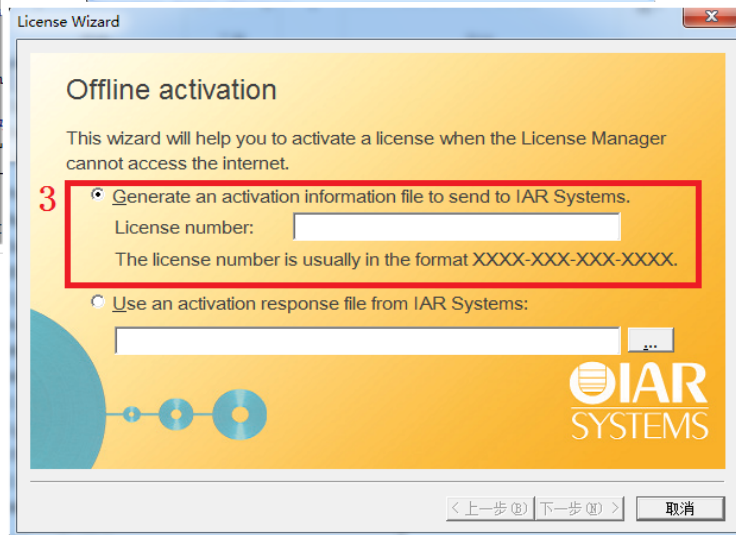 License Wizard
x
Offline activation
This wizard will help you to activate a license when the License Manager
cannot access the internet.
3
Generate an activation information file to send to IAR Systems.
License number:
The license number is usually in the format XXXX-XXX-XXX-XXXX.
Use an activation response file from IAR Systems:
...
IAR
SYSTEMS
< 上一步(B) 下一步(N) > 取消